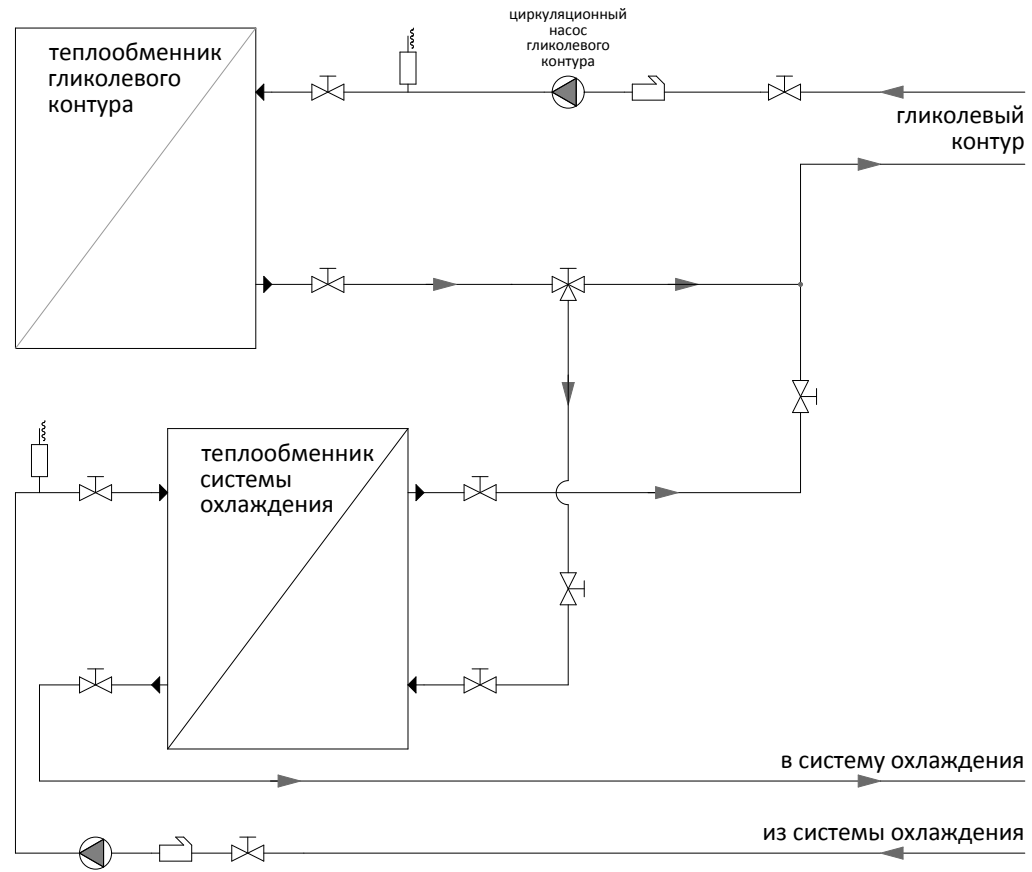 циркуляционный
насос
гликолевого
контура
теплообменник
гликолевого
контура
гликолевый
контур
теплообменник
системы
охлаждения
в систему охлаждения
из системы охлаждения